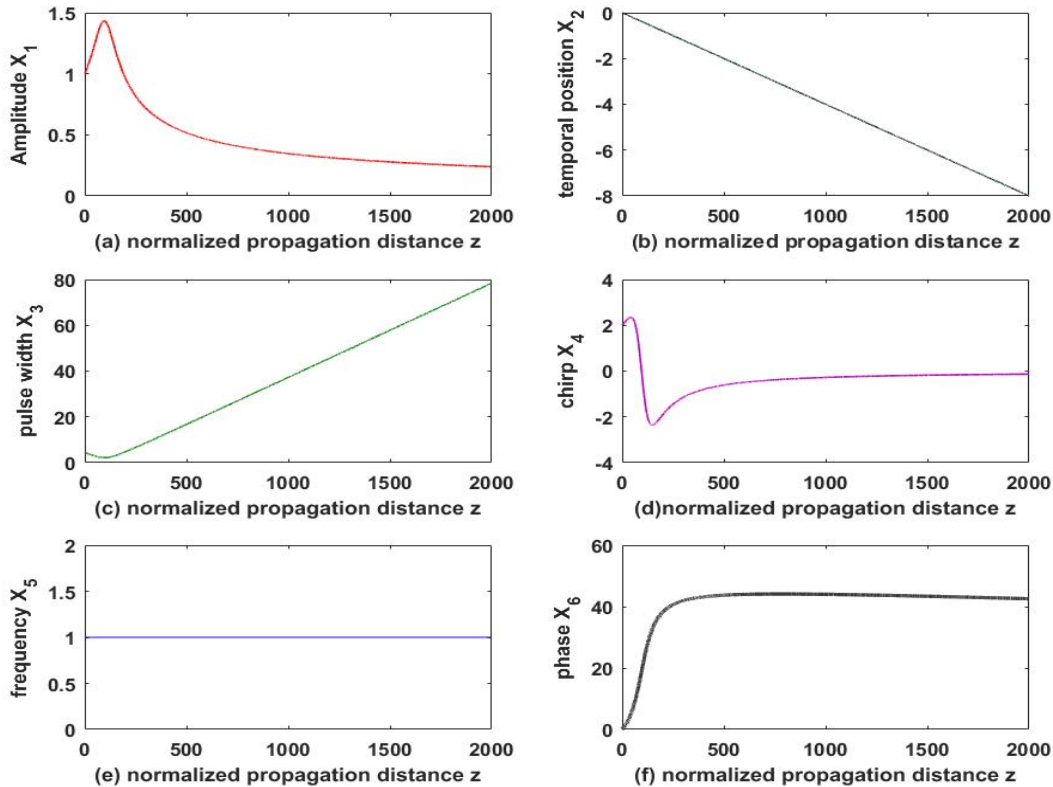 1.5
1
0.5
0
Amplitude X1
0 500 1000 1500 2000
(a) normalized propagation distance z
0
-2
-4
-6
-8
temporal position X2
0 500 1000 1500 2000
(b) normalized propagation distance z
80
60
40
20
0
pulse width X3
0 500 1000 1500 2000
(c) normalized propagation distance z
4
2
0
-2
-4
chirp X4
0 500 1000 1500 2000
(d)normalized propagation distance z
2
1.5
1
0.5
0
frequency X5
0 500 1000 1500 2000
(e) normalized propagation distance z
60
40
20
0
phase X6
0 500 1000 1500 2000
(f) normalized propagation distance z